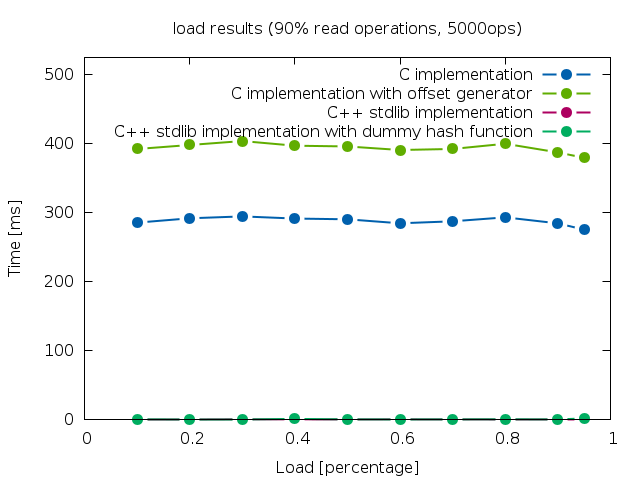 load results (90% read operations, 5000ops)
500
400
300
200
100
0
Time [ms]
C implementation
C implementation with offset generator
C++ stdlib implementation
C++ stdlib implementation with dummy hash function
0
0.2
0.4
0.6
0.8
1
Load [percentage]